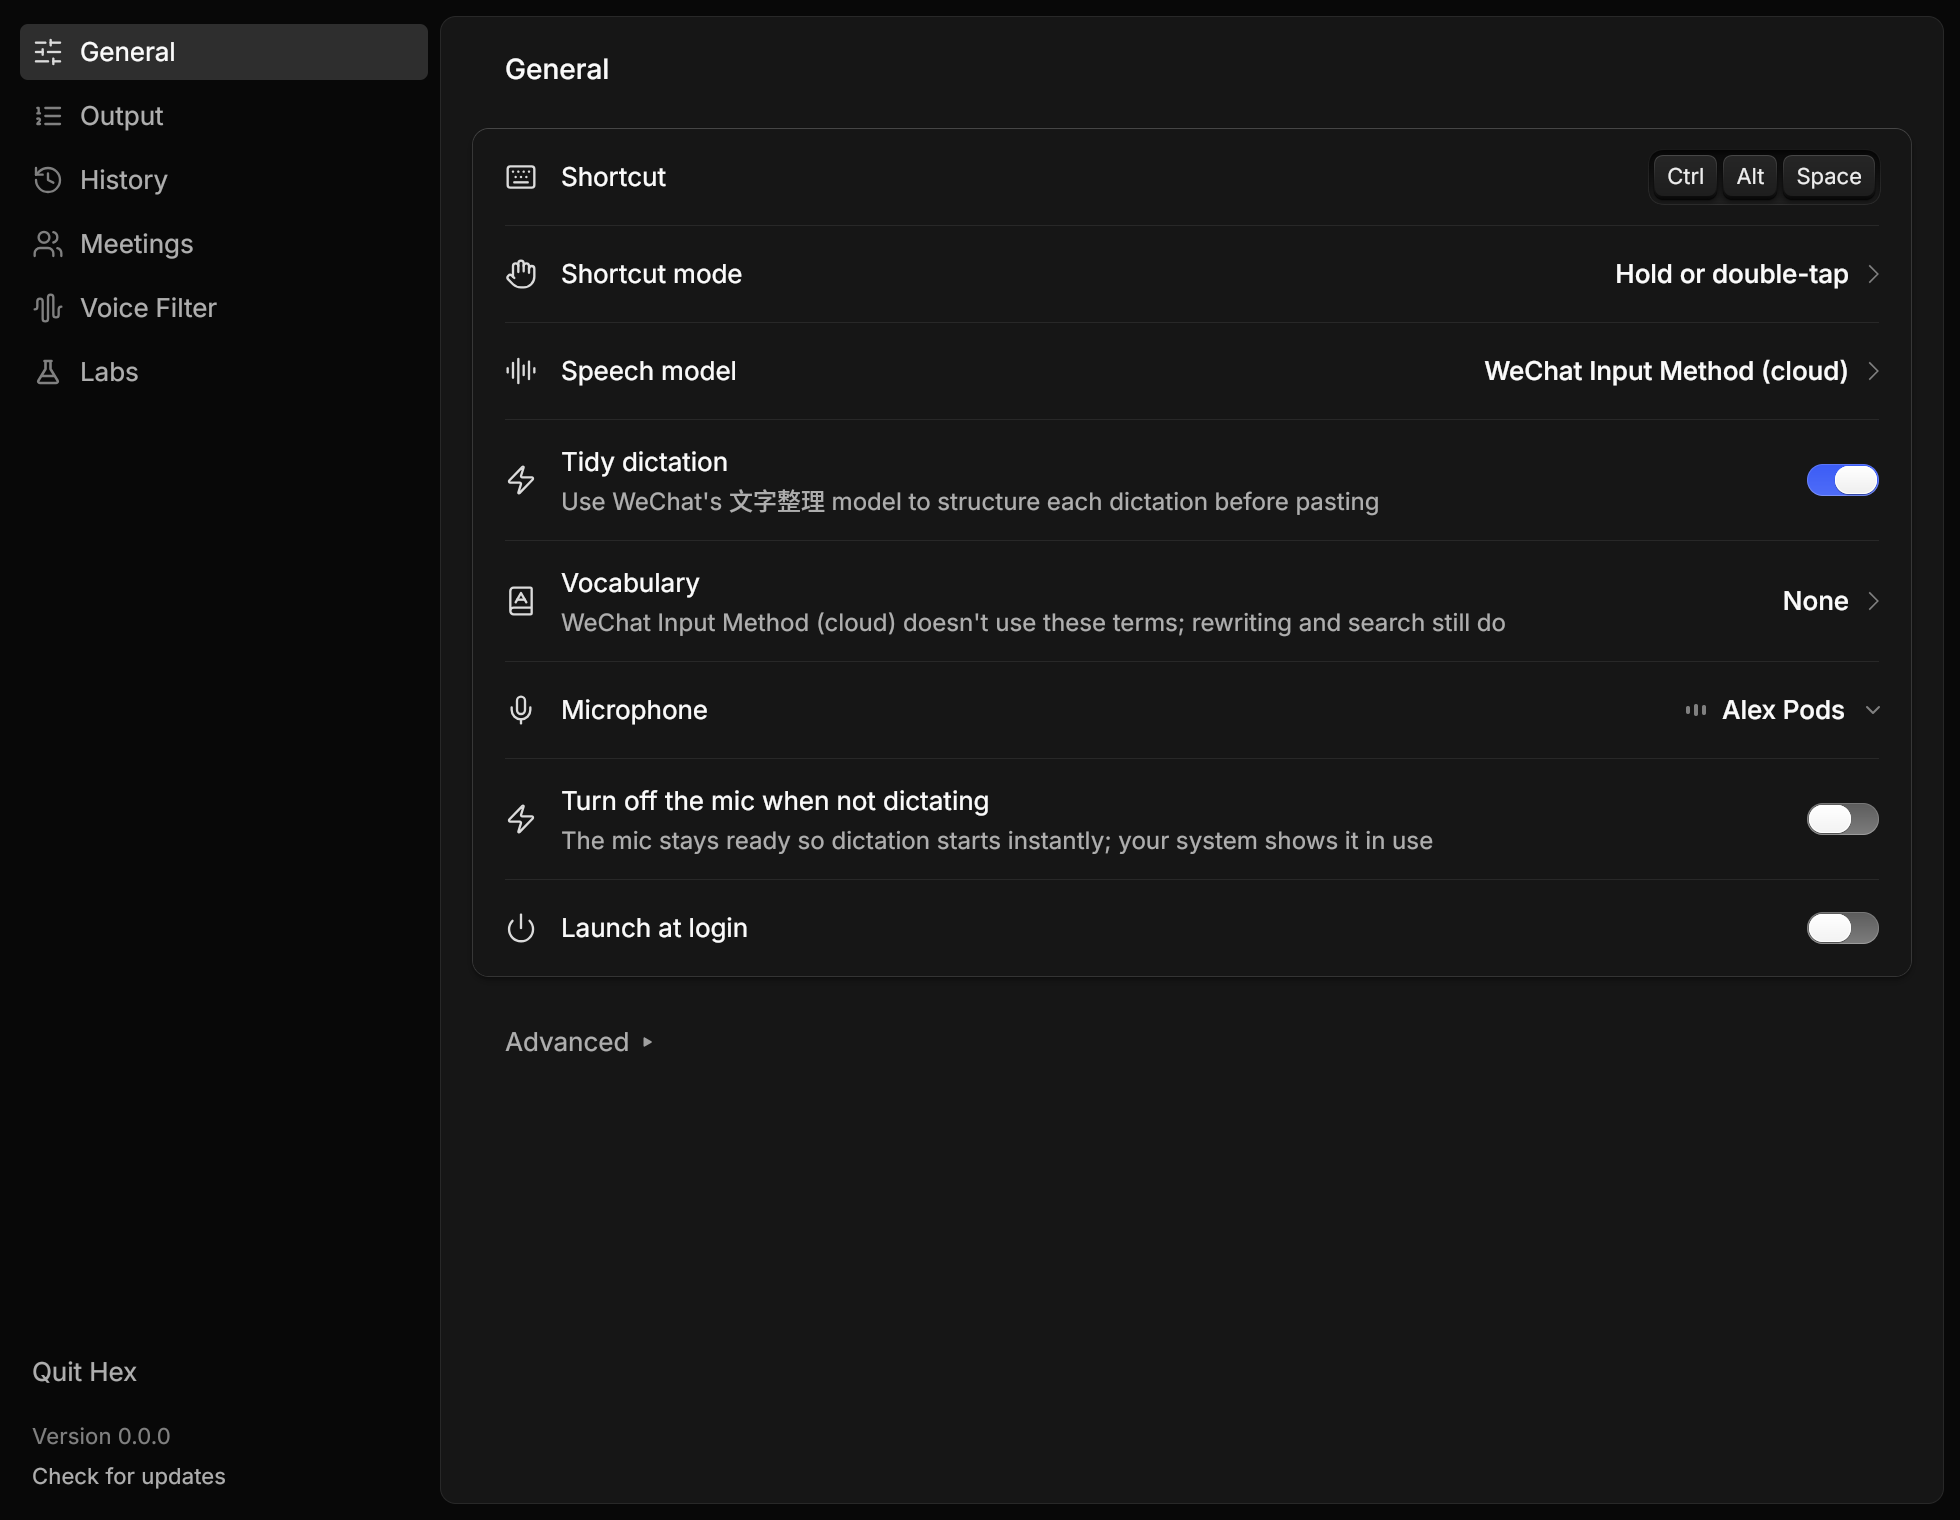 General
Output
History
Meetings
Voice Filter
Labs
Quit Hex
Version 0.0.0
Check for updates
General
Shortcut
Ctrl Alt Space
Shortcut mode
Hold or double-tap
Speech model
WeChat Input Method (cloud)
Tidy dictation
Use WeChat's 文字整理 model to structure each dictation before pasting
Vocabulary
WeChat Input Method (cloud) doesn't use these terms; rewriting and search still do
None
Microphone
Alex Pods
Turn off the mic when not dictating
The mic stays ready so dictation starts instantly; your system shows it in use
Launch at login
Advanced